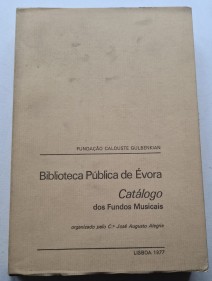 FUNDAÇÃO CALOUSTE GULBENKIAN
Biblioteca Pública de Évora
Catálogo
dos Fundos Musicais
organizado pelo C.º José Augusto Alegria
LISBOA 1977